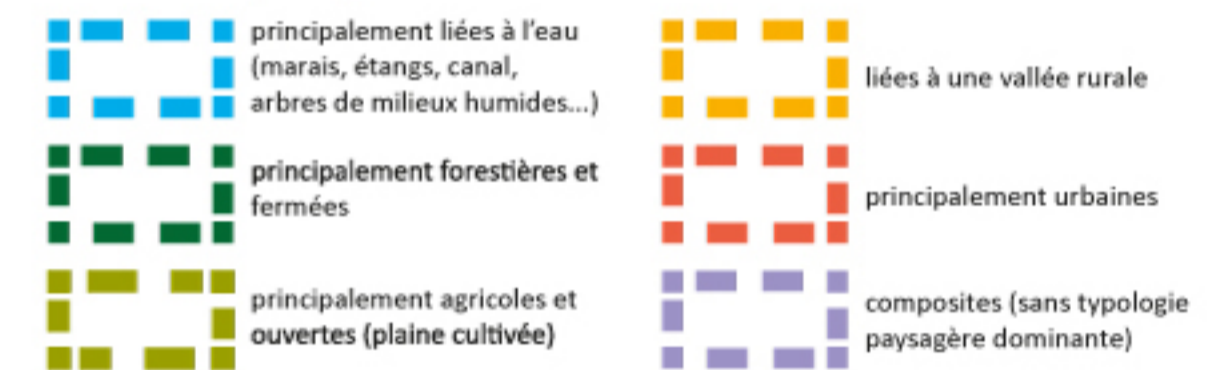 principalement liées à l'eau
(marais, étangs, canal,
arbres de milieux humides...)
principalement forestières et
fermées
principalement agricoles et
ouvertes (plaine cultivée)
liées à une vallée rurale
principalement urbaines
composites (sans typologie
paysagère dominante)